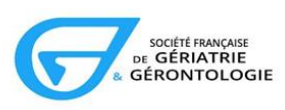 SOCIÉTÉ FRANÇAISE
DE GÉRIATRIE
& GÉRONTOLOGIE